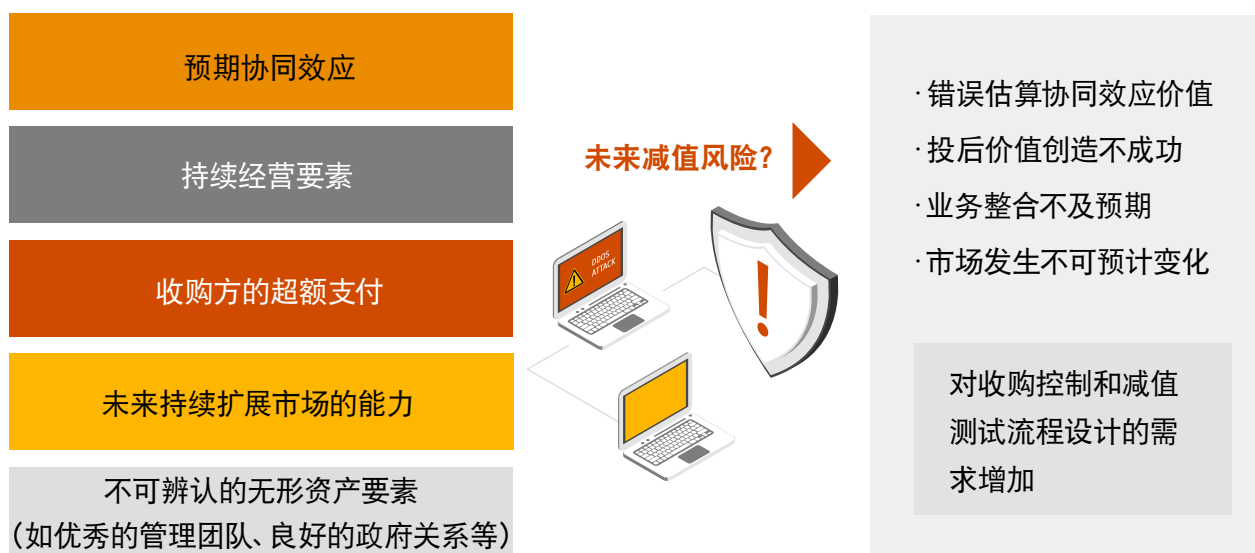 预期协同效应
持续经营要素
收购方的超额支付
未来持续扩展市场的能力
不可辨认的无形资产要素
（如优秀的管理团队、良好的政府关系等）
未来减值风险？
DDOS
ATTACK
·错误估算协同效应价值
·投后价值创造不成功
·业务整合不及预期
·市场发生不可预计变化
对收购控制和减值
测试流程设计的需
求增加